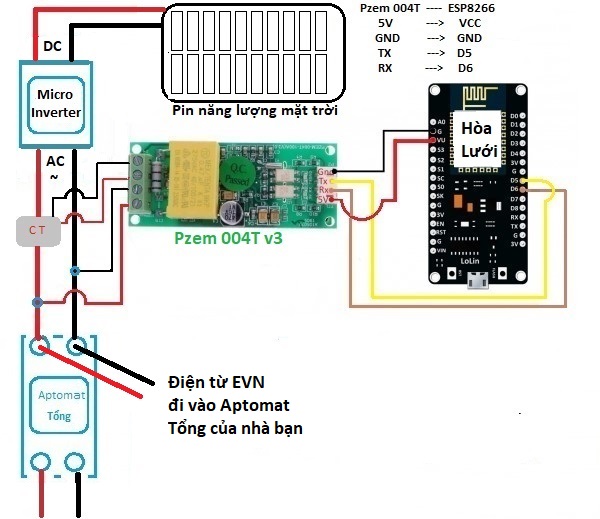 Pzem 004T ---- ESP8266
5V ---> VCC
GND ---> GND
TX ---> D5
RX ---> D6
DC
Micro
Inverter
Pin năng lượng mặt trời
AC
~
CT
QC
Passed
Gnd
Tx
Rx
5V
Pzem 004T v3
Hòa
Lưới
A0
G
VU
S3
S2
S1
SC
S0
SK
G
3V
EN
RST
G
VIN
D0
D1
D2
D3
D4
3V
G
D5
D6
D7
D8
RX
TX
G
3V
LoLin
Aptomat
Tổng
Điện từ EVN
đi vào Aptomat
Tổng của nhà bạn